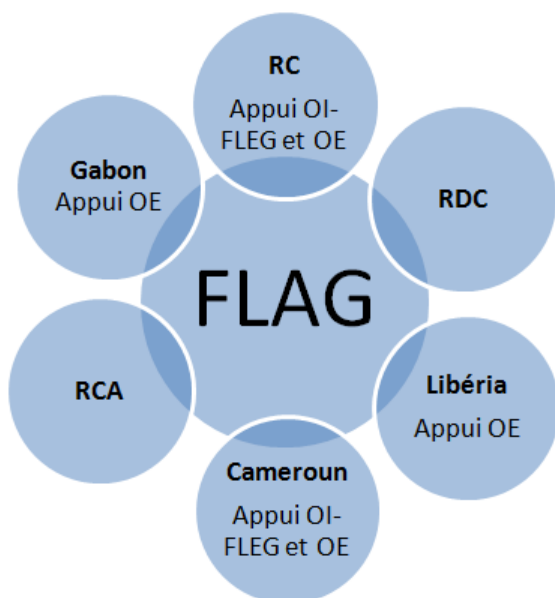 RC
Appui OI-
FLEG et OE
Gabon
Appui OE
RDC
FLAG
RCA
Libéria
Appui OE
Cameroun
Appui OI-
FLEG et OE